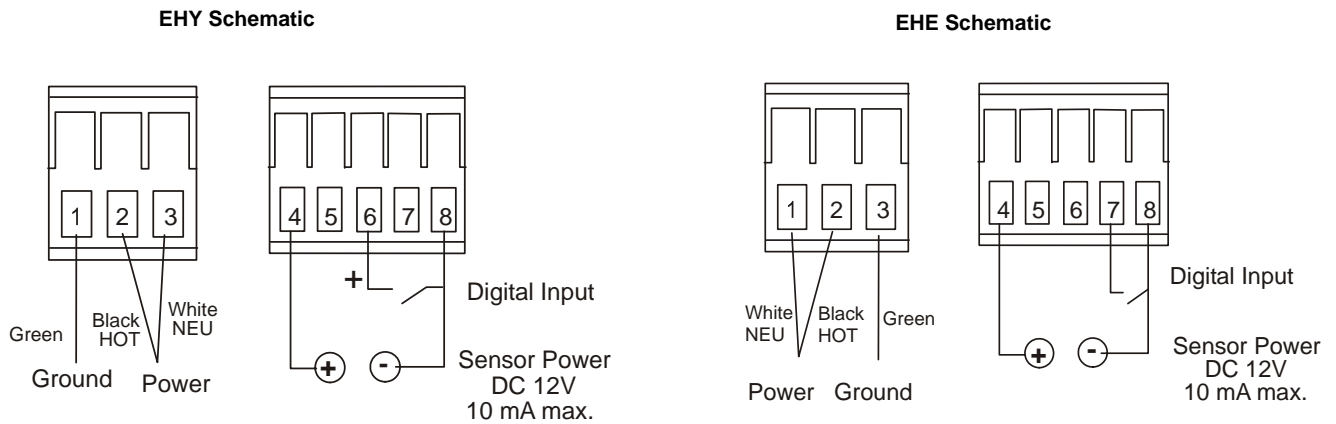 EHY Schematic
1 2 3
4 5 6 7 8
+
Digital Input
Green
Black
HOT
White
NEU
Ground
Power
+
-
Sensor Power
DC 12V
10 mA max.
EHE Schematic
1 2 3
4 5 6 7 8
Digital Input
White
NEU
Black
HOT
Green
Power
Ground
+
-
Sensor Power
DC 12V
10 mA max.